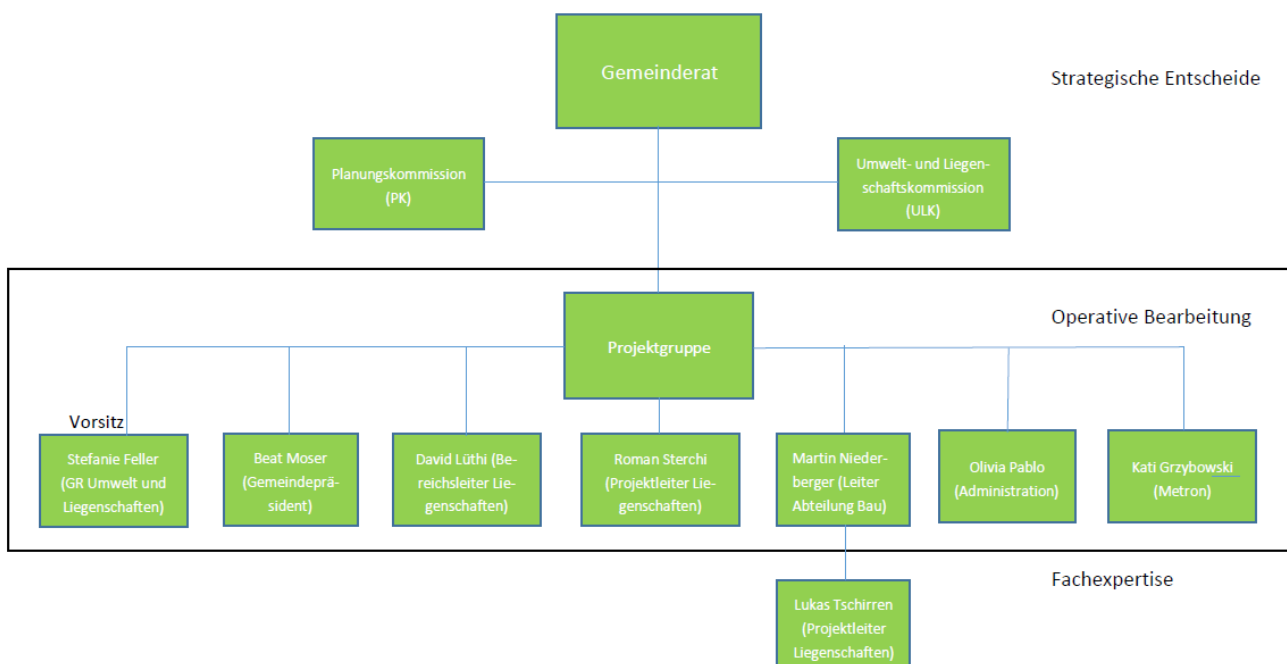 Gemeinderat
Strategische Entscheide
Planungskommission
(PK)
Umwelt- und Liegen-
schaftskommission
(ULK)
Projektgruppe
Operative Bearbeitung
Vorsitz
Stefanie Feller
(GR Umwelt und
Liegenschaften)
Beat Moser
(Gemeindeprä-
sident)
David Lüthi (Be-
reichsleiter Lie-
genschaften)
Roman Sterchi
(Projektleiter Lie-
genschaften)
Martin Nieder-
berger (Leiter
Abteilung Bau)
Olivia Pablo
(Administration)
Kati Grzybowski
(Metron)
Fachexpertise
Lukas Tschirren
(Projektleiter
Liegenschaften)